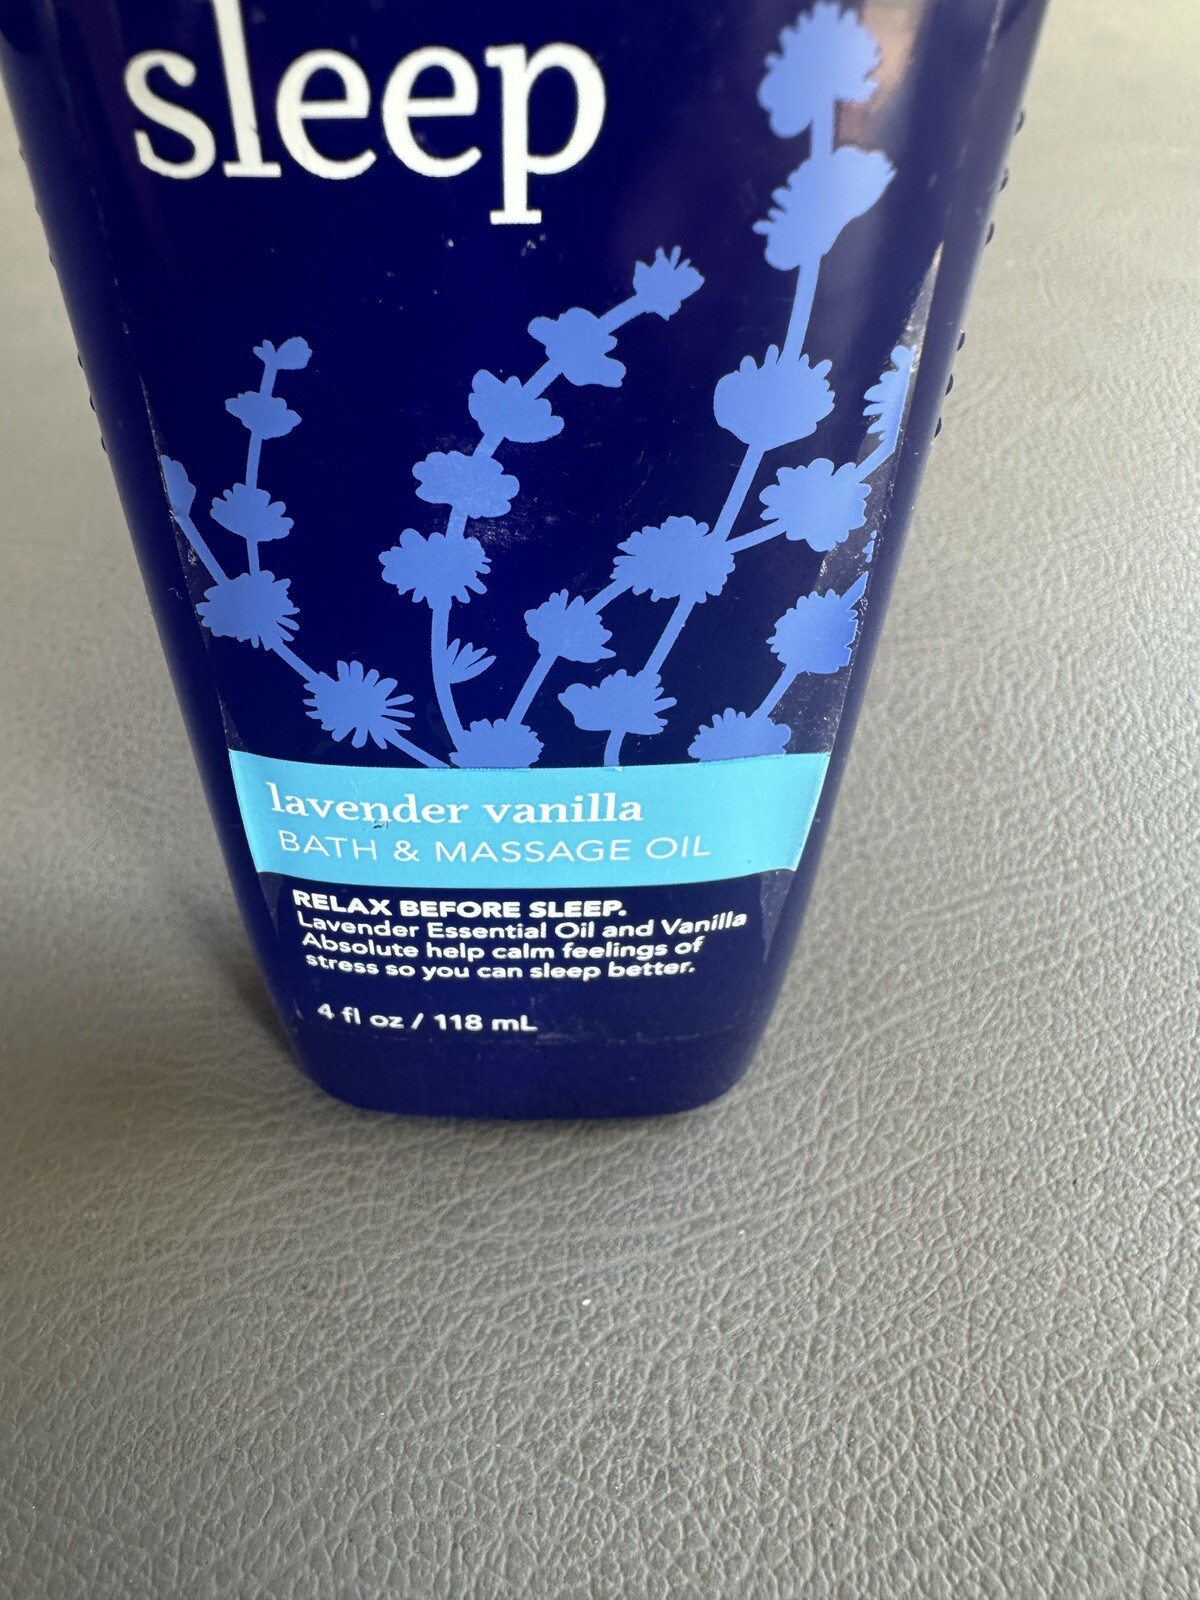 sleep
lavender vanilla
BATH & MASSAGE OIL
RELAX BEFORE SLEEP.
Lavender Essential Oil and Vanilla
Absolute help calm feelings of
stress so you can sleep better.
4 fl oz / 118 mL